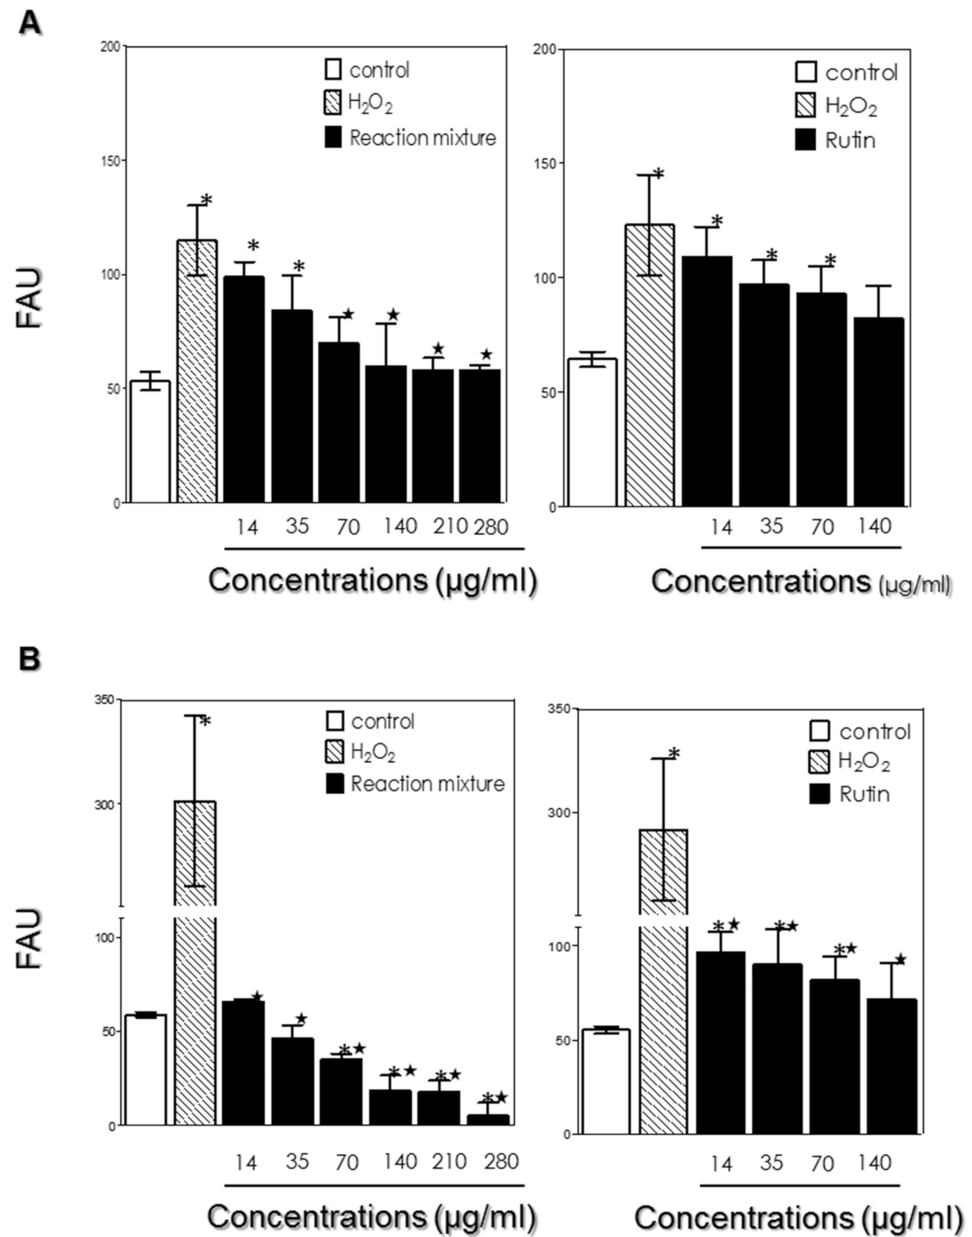 A
200
150
100
50
0
FAU
control
H₂O₂
Reaction mixture
*
*
*
★
★
★
★
14 35 70 140 210 280
Concentrations (µg/ml)
200
150
100
50
0
control
H₂O₂
Rutin
*
*
*
*
14 35 70 140
Concentrations (µg/ml)
B
350
300
100
50
0
FAU
control
H₂O₂
Reaction mixture
*
★
★
*★
*★
*★
*★
14 35 70 140 210 280
Concentrations (µg/ml)
350
300
100
50
0
control
H₂O₂
Rutin
*
*★
*★
*★
★
14 35 70 140
Concentrations (µg/ml)